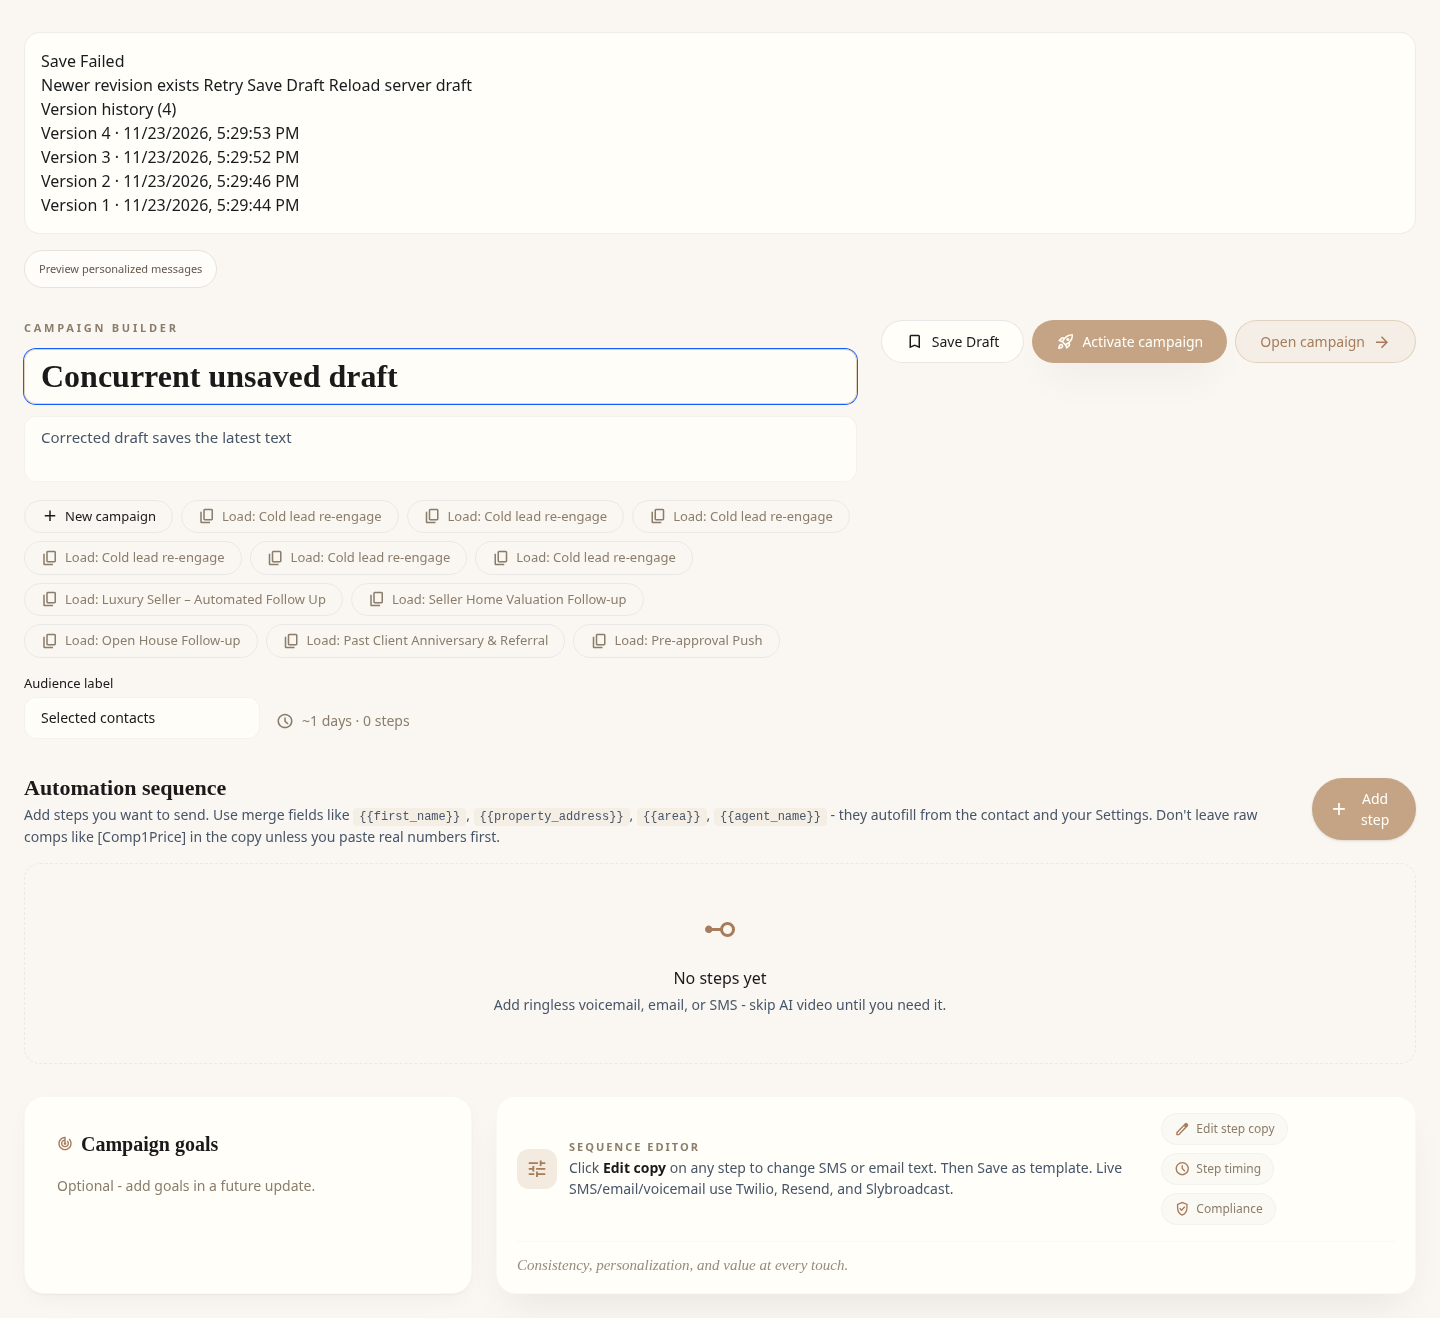 Save Failed
Newer revision exists Retry Save Draft Reload server draft
Version history (4)
Version 4 · 11/23/2026, 5:29:53 PM
Version 3 · 11/23/2026, 5:29:52 PM
Version 2 · 11/23/2026, 5:29:46 PM
Version 1 · 11/23/2026, 5:29:44 PM
Preview personalized messages
CAMPAIGN BUILDER
Save Draft
Activate campaign
Open campaign
Concurrent unsaved draft
Corrected draft saves the latest text
New campaign
Load: Cold lead re-engage
Load: Cold lead re-engage
Load: Cold lead re-engage
Load: Cold lead re-engage
Load: Cold lead re-engage
Load: Cold lead re-engage
Load: Luxury Seller – Automated Follow Up
Load: Seller Home Valuation Follow-up
Load: Open House Follow-up
Load: Past Client Anniversary & Referral
Load: Pre-approval Push
Audience label
Selected contacts
~1 days · 0 steps
Automation sequence
Add steps you want to send. Use merge fields like {{first_name}}, {{property_address}}, {{area}}, {{agent_name}} - they autofill from the contact and your Settings. Don't leave raw
comps like [Comp1Price] in the copy unless you paste real numbers first.
Add
step
No steps yet
Add ringless voicemail, email, or SMS - skip AI video until you need it.
Campaign goals
Optional - add goals in a future update.
SEQUENCE EDITOR
Click Edit copy on any step to change SMS or email text. Then Save as template. Live
SMS/email/voicemail use Twilio, Resend, and Slybroadcast.
Edit step copy
Step timing
Compliance
Consistency, personalization, and value at every touch.